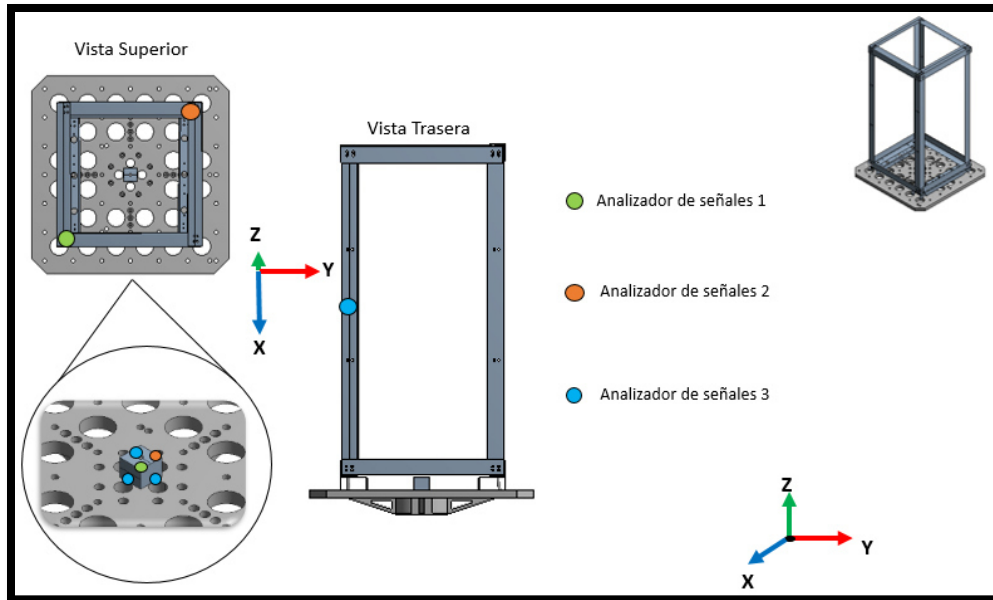 Vista Superior
Vista Trasera
Analizador de señales 1
Z
Y
X
Analizador de señales 2
Analizador de señales 3
Z
Y
X